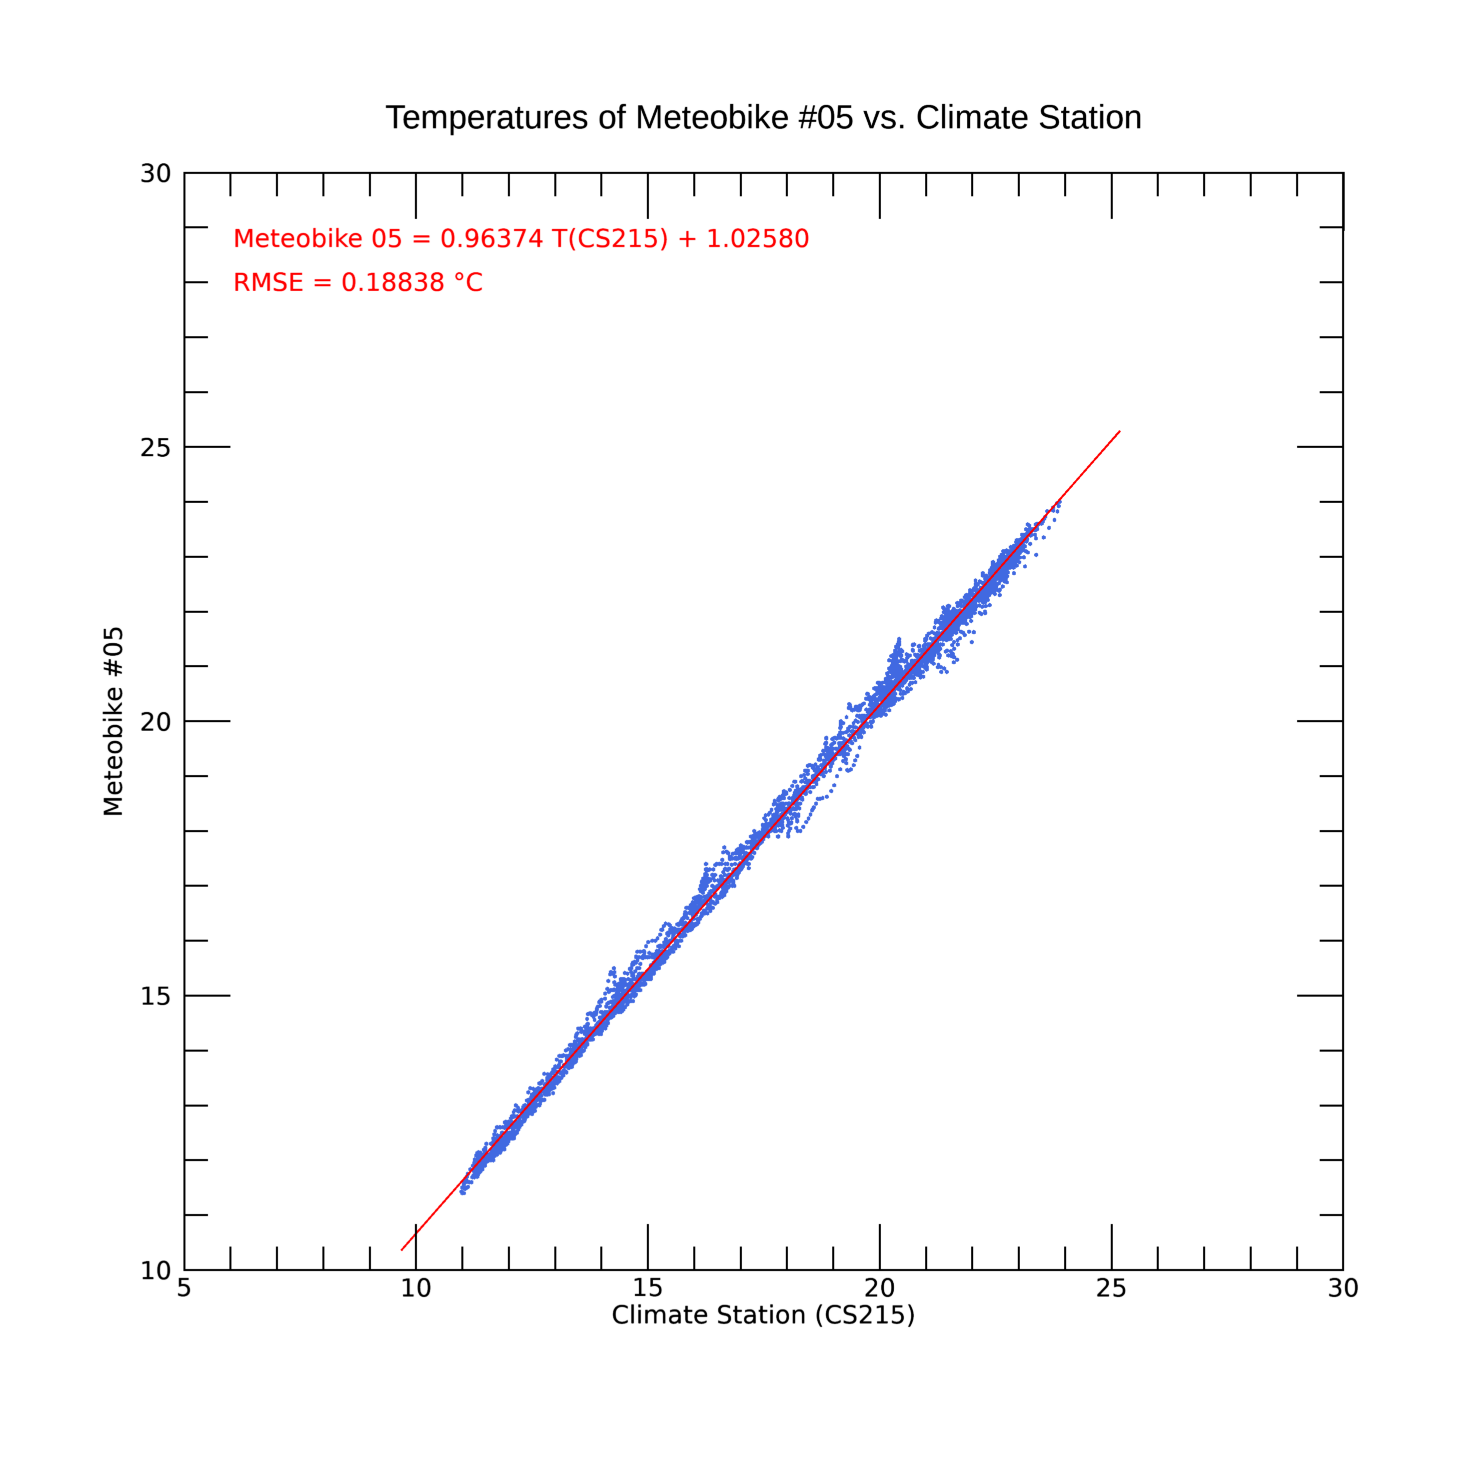 Temperatures of Meteobike #05 vs. Climate Station
30
Meteobike 05 = 0.96374 T(CS215) + 1.02580
RMSE = 0.18838 °C
25
20
Meteobike #05
15
10
5 10 15 20 25 30
Climate Station (CS215)